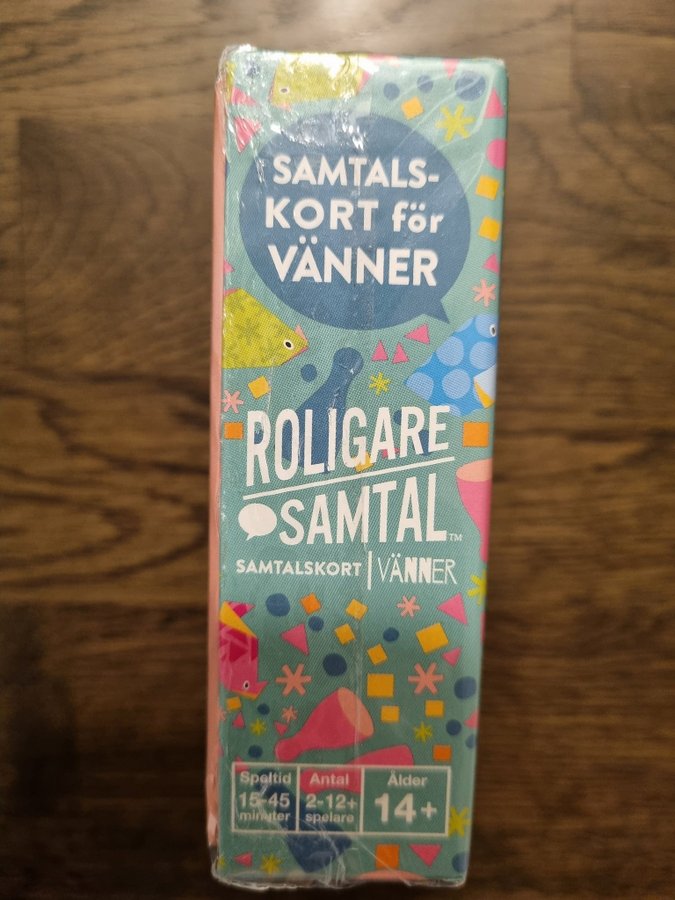 SAMTALS-
KORT för
VÄNNER
ROLIGARE
SAMTAL™
SAMTALSKORT | VÄNNER
Speltid
15-45
minuter
Antal
2-12+
spelare
Ålder
14+